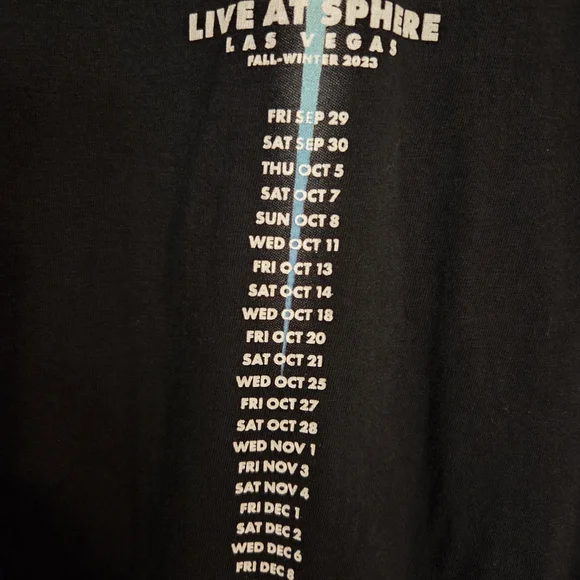 LIVE AT SPHERE
LAS VEGAS
FALL-WINTER 2023
FRI SEP 29
SAT SEP 30
THU OCT 5
SAT OCT 7
SUN OCT 8
WED OCT 11
FRI OCT 13
SAT OCT 14
WED OCT 18
FRI OCT 20
SAT OCT 21
WED OCT 25
FRI OCT 27
SAT OCT 28
WED NOV 1
FRI NOV 3
SAT NOV 4
FRI DEC 1
SAT DEC 2
WED DEC 6
FRI DEC 8